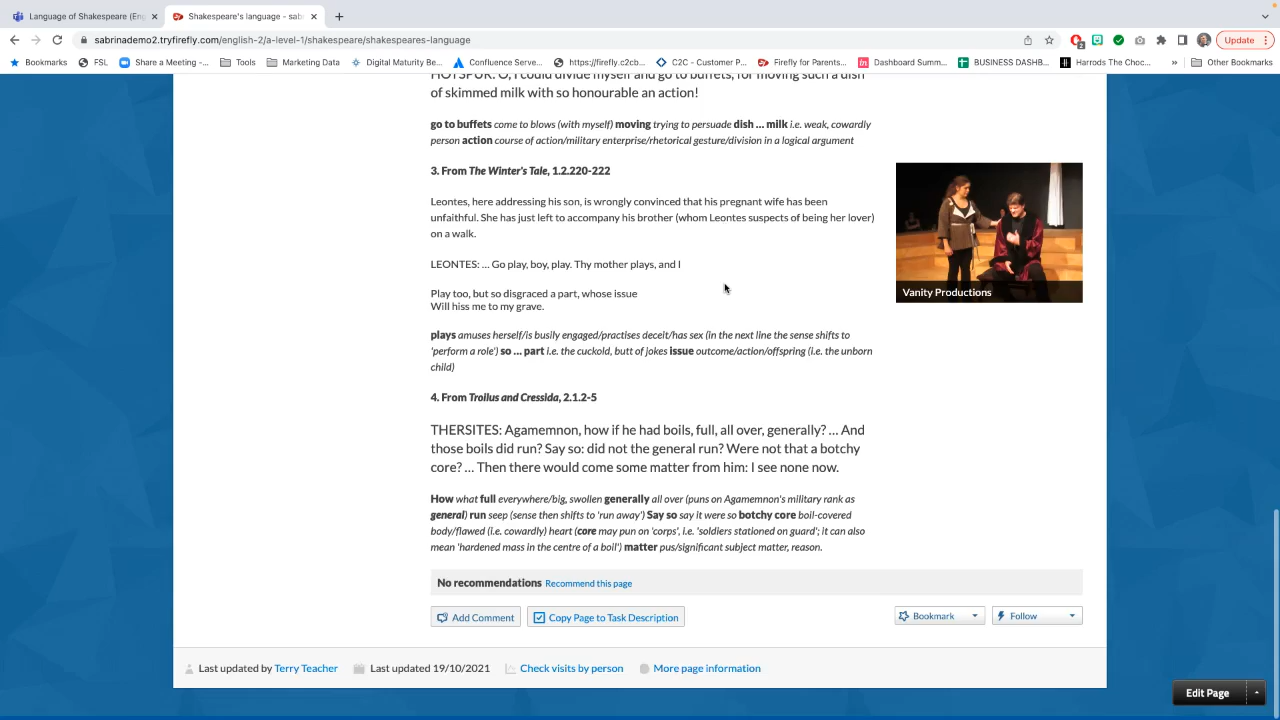 Language of Shakespeare (En
Shakespeare's language - sab
sabrinademo2.tryfirefly.com/english-2/a-level-1/shakespeare/shakespeares-language
2
Update
Bookmarks
FSL
Share a Meeting -...
Tools
Marketing Data
Digital Maturity Be...
Confluence Serve...
https://firefly.c2cb...
C2C - Customer P...
Firefly for Parents...
Dashboard Summ...
BUSINESS DASHB...
Harrods The Choc...
»
Other Bookmarks
HOTSPUR: O, I could divide myself and go to buffets, for moving such a dish
of skimmed milk with so honourable an action!
go to buffets come to blows (with myself) moving trying to persuade dish ... milk i.e. weak, cowardly
person action course of action/military enterprise/rhetorical gesture/division in a logical argument
3. From The Winter's Tale, 1.2.220-222
Leontes, here addressing his son, is wrongly convinced that his pregnant wife has been
unfaithful. She has just left to accompany his brother (whom Leontes suspects of being her lover)
on a walk.
LEONTES: ... Go play, boy, play. Thy mother plays, and I
Play too, but so disgraced a part, whose issue
Will hiss me to my grave.
Vanity Productions
plays amuses herself/is busily engaged/practises deceit/has sex (in the next line the sense shifts to
'perform a role') so ... part i.e. the cuckold, butt of jokes issue outcome/action/offspring (i.e. the unborn
child)
4. From Troilus and Cressida, 2.1.2-5
THERSITES: Agamemnon, how if he had boils, full, all over, generally? ... And
those boils did run? Say so: did not the general run? Were not that a botchy
core? ... Then there would come some matter from him: I see none now.
How what full everywhere/big, swollen generally all over (puns on Agamemnon's military rank as
general) run seep (sense then shifts to 'run away') Say so say it were so botchy core boil-covered
body/flawed (i.e. cowardly) heart (core may pun on 'corps', i.e. 'soldiers stationed on guard'; it can also
mean 'hardened mass in the centre of a boil') matter pus/significant subject matter, reason.
No recommendations Recommend this page
Add Comment
Copy Page to Task Description
Bookmark
Follow
Last updated by Terry Teacher
Last updated 19/10/2021
Check visits by person
More page information
Edit Page